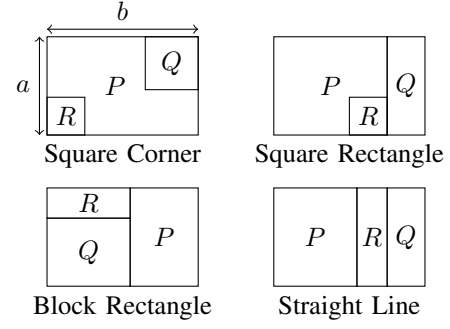 b
a
P
Q
R
Square Corner
P
Q
R
Square Rectangle
R
Q
P
Block Rectangle
P
R
Q
Straight Line